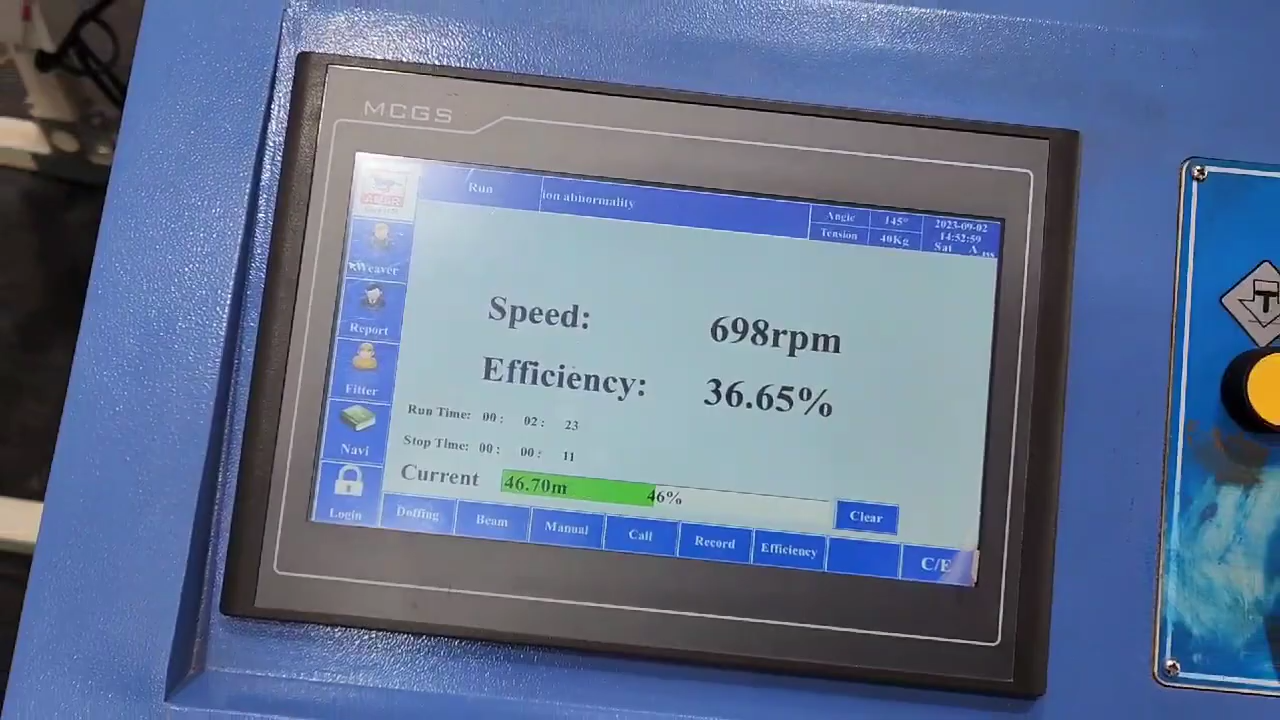 MCGS
Run
ion abnormality
Angle 145°
Tension 40Kg
2023-09-02
14:52:59
Sat A
Weaver
Report
Fitter
Navi
Login
Speed: 698rpm
Efficiency: 36.65%
Run Time: 00: 02: 23
Stop Time: 00: 00: 11
Current 46.70m 46%
Clear
Doffing Beam Manual Call Record Efficiency C/E
T